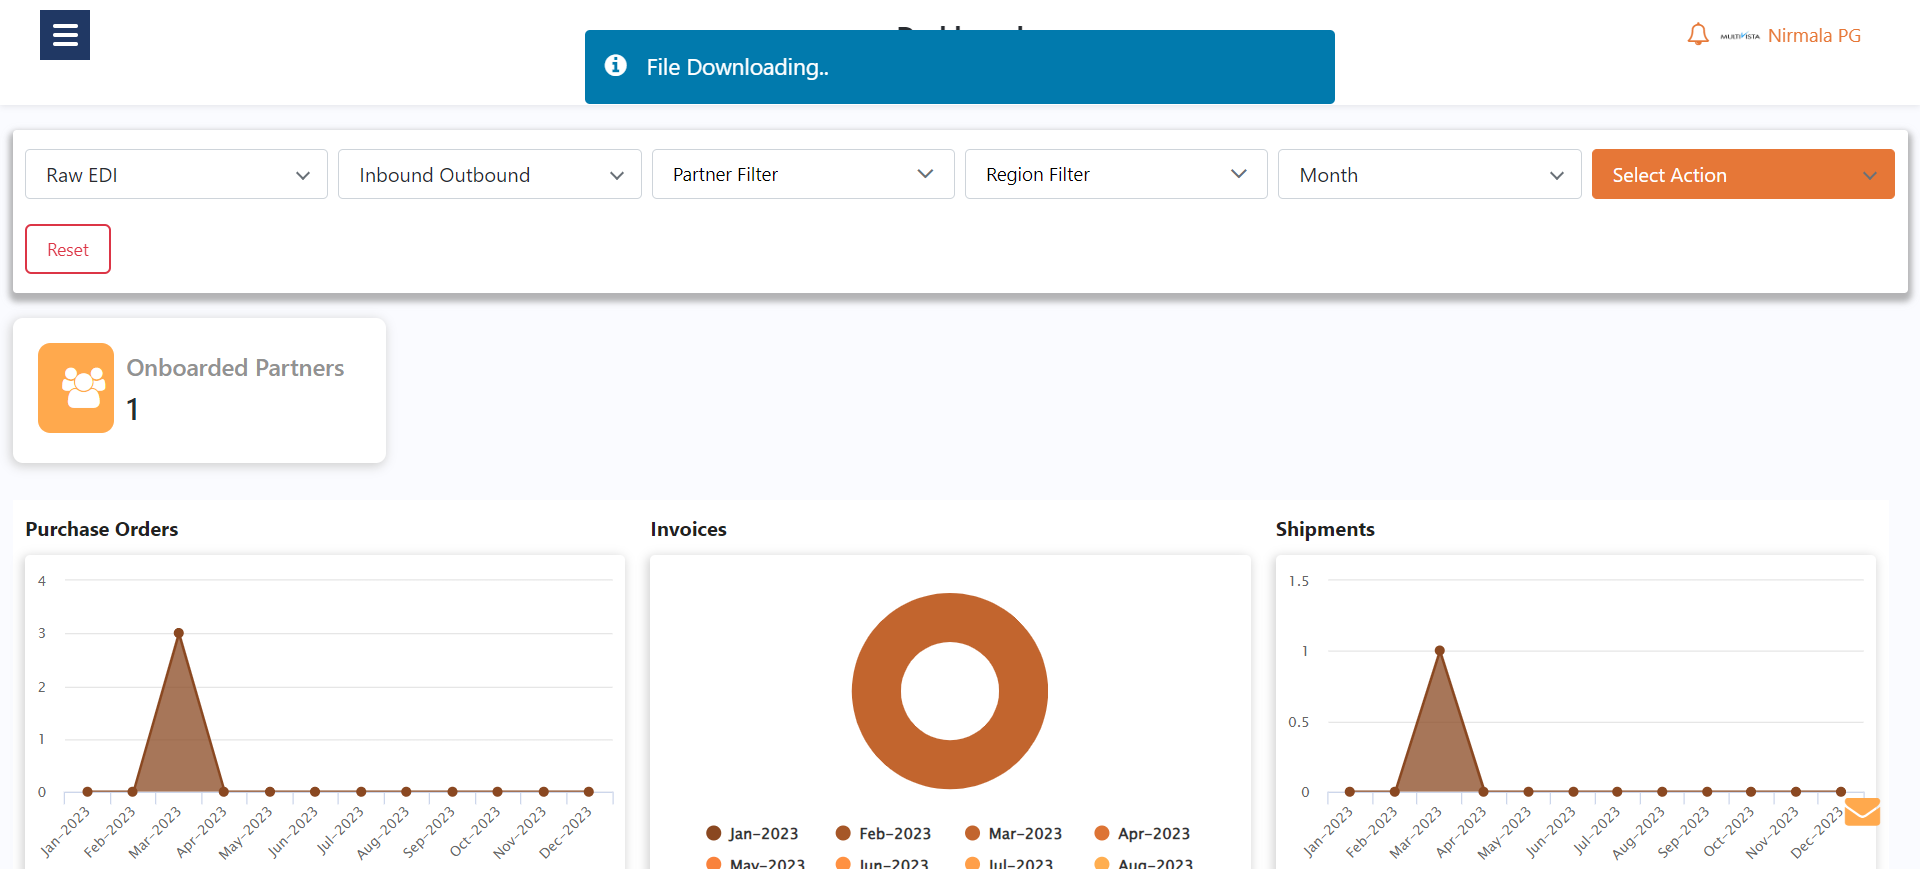 File Downloading..
MULTIVISTA Nirmala PG
Raw EDI Inbound Outbound Partner Filter Region Filter Month Select Action
Reset
Onboarded Partners
1
Purchase Orders
4
3
2
1
0
Jan-2023 Feb-2023 Mar-2023 Apr-2023 May-2023 Jun-2023 Jul-2023 Aug-2023 Sep-2023 Oct-2023 Nov-2023 Dec-2023
Invoices
Jan-2023 Feb-2023 Mar-2023 Apr-2023
May-2023 Jun-2023 Jul-2023 Aug-2023
Shipments
1.5
1
0.5
0
Jan-2023 Feb-2023 Mar-2023 Apr-2023 May-2023 Jun-2023 Jul-2023 Aug-2023 Sep-2023 Oct-2023 Nov-2023 Dec-2023